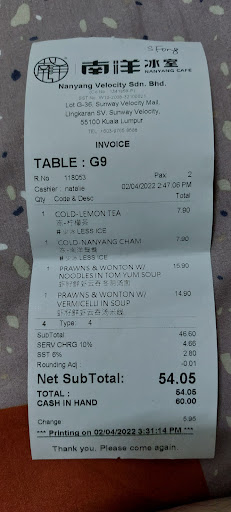 S Fong
南洋 冰室
NANYANG CAFE
Nanyang Velocity Sdn. Bhd.
Lot G-36, Sunway Velocity Mall,
Lingkaran SV, Sunway Velocity,
55100 Kuala Lumpur
INVOICE
TABLE : G9
R.No 118053 Pax: 2
Cashier natalie 02/04/2022 2:47:06 PM
Qty Code & Desc Total
1 COLD-LEMON TEA 7.90
# 少冰 LESS ICE
1 COLD-NANYANG CHAM 7.90
# 少冰 LESS ICE
1 PRAWNS & WONTON W/ 15.90
NOODLES IN TOM YUM SOUP
1 PRAWNS & WONTON W/ 14.90
VERMICELLI IN SOUP
4 Type: 4
SubTotal 46.60
SERV CHRG 10% 4.66
SST 6% 2.80
Rounding Adj -0.01
Net SubTotal: 54.05
TOTAL : 54.05
CASH IN HAND 60.00
Change 5.95
*** Printing on 02/04/2022 3:31:14 PM ***
Thank you. Please come again.